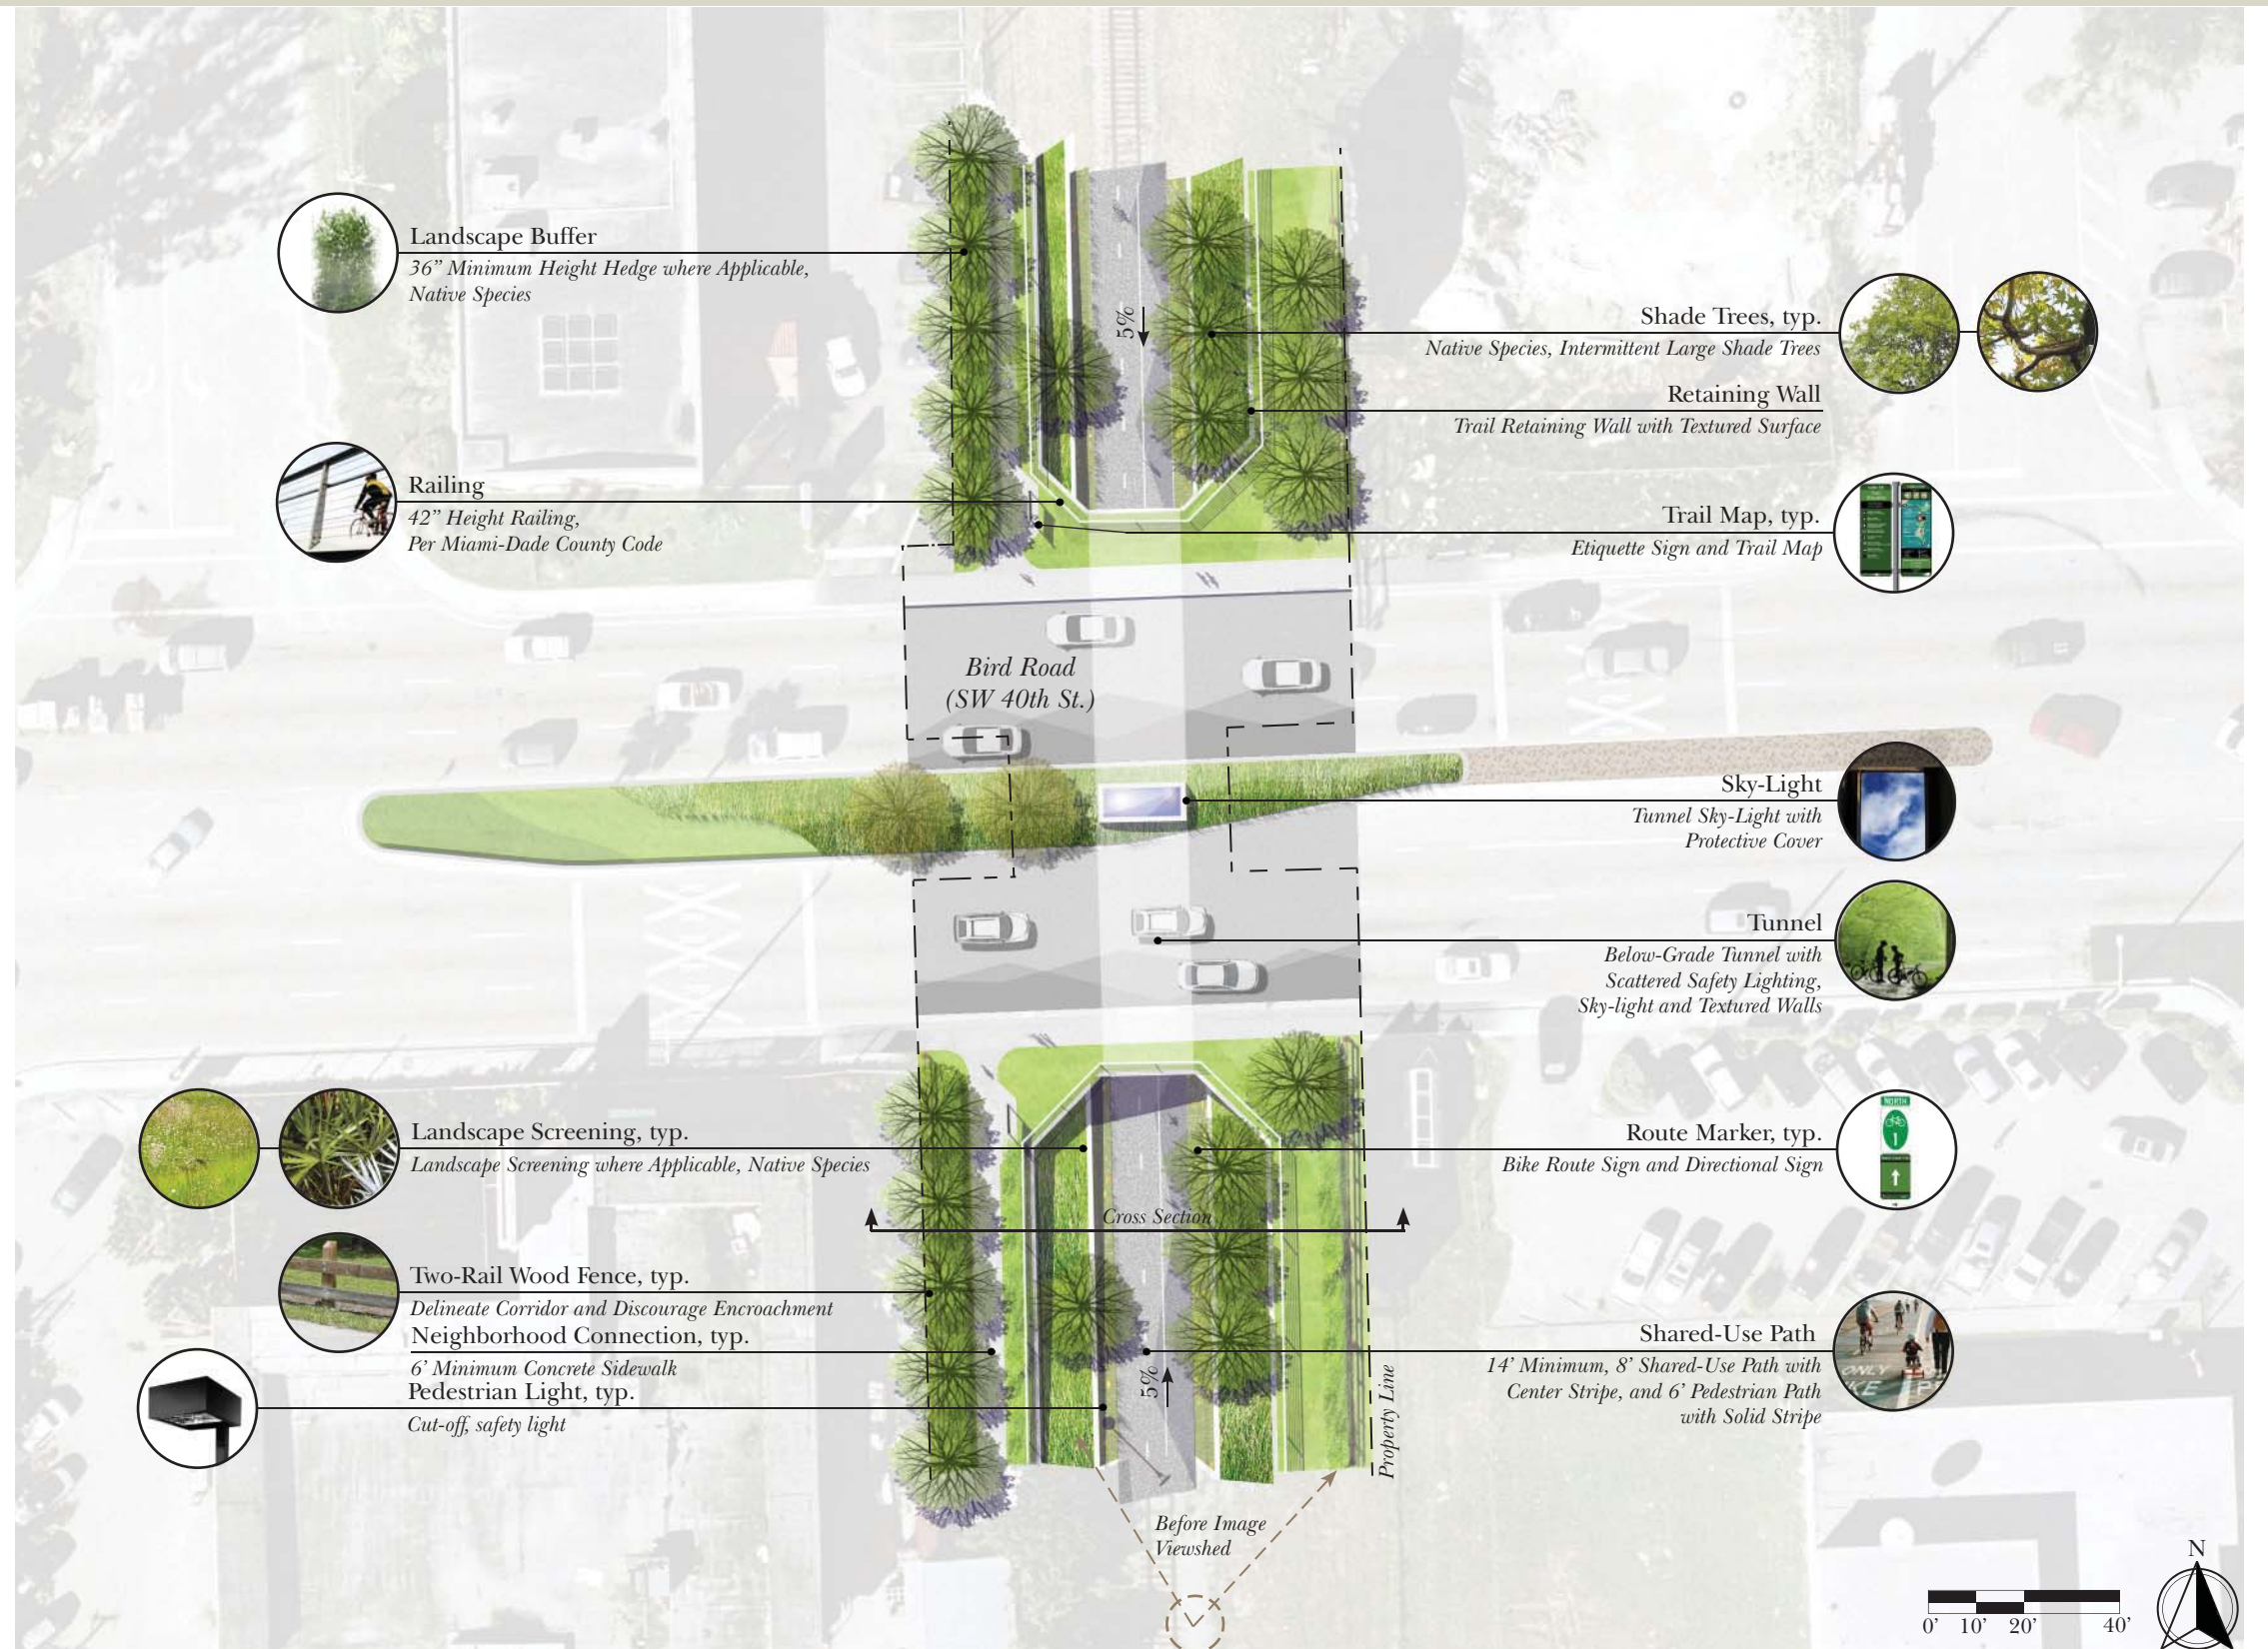 Landscape Buffer
36” Minimum Height Hedge where Applicable,
Native Species
Shade Trees, typ.
Native Species, Intermittent Large Shade Trees
5%
Retaining Wall
Trail Retaining Wall with Textured Surface
Railing
42” Height Railing,
Per Miami-Dade County Code
Trail Map, typ.
Etiquette Sign and Trail Map
Bird Road
(SW 40th St.)
Sky-Light
Tunnel Sky-Light with
Protective Cover
Tunnel
Below-Grade Tunnel with
Scattered Safety Lighting,
Sky-light and Textured Walls
Landscape Screening, typ.
Landscape Screening where Applicable, Native Species
Route Marker, typ.
Bike Route Sign and Directional Sign
NORTH
1
Cross Section
Two-Rail Wood Fence, typ.
Delineate Corridor and Discourage Encroachment
Neighborhood Connection, typ.
6’ Minimum Concrete Sidewalk
Pedestrian Light, typ.
Cut-off, safety light
Shared-Use Path
14’ Minimum, 8’ Shared-Use Path with
Center Stripe, and 6’ Pedestrian Path
with Solid Stripe
ONLY
5%
Property Line
Before Image
Viewshed
N
0’ 10’ 20’ 40’